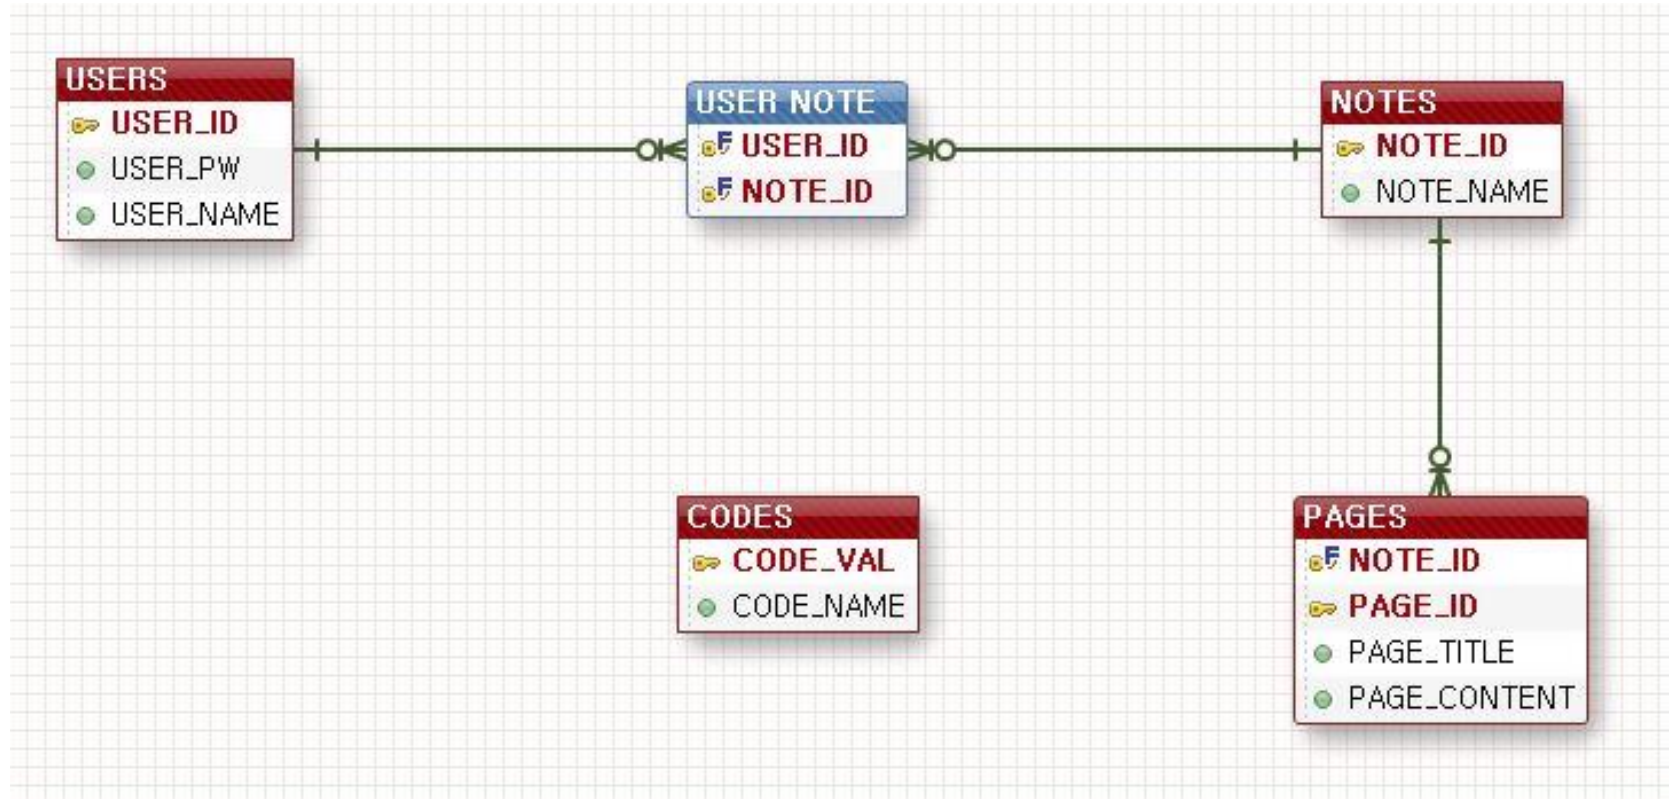 USERS
USER_ID
USER_PW
USER_NAME
USER NOTE
USER_ID
NOTE_ID
NOTES
NOTE_ID
NOTE_NAME
CODES
CODE_VAL
CODE_NAME
PAGES
NOTE_ID
PAGE_ID
PAGE_TITLE
PAGE_CONTENT